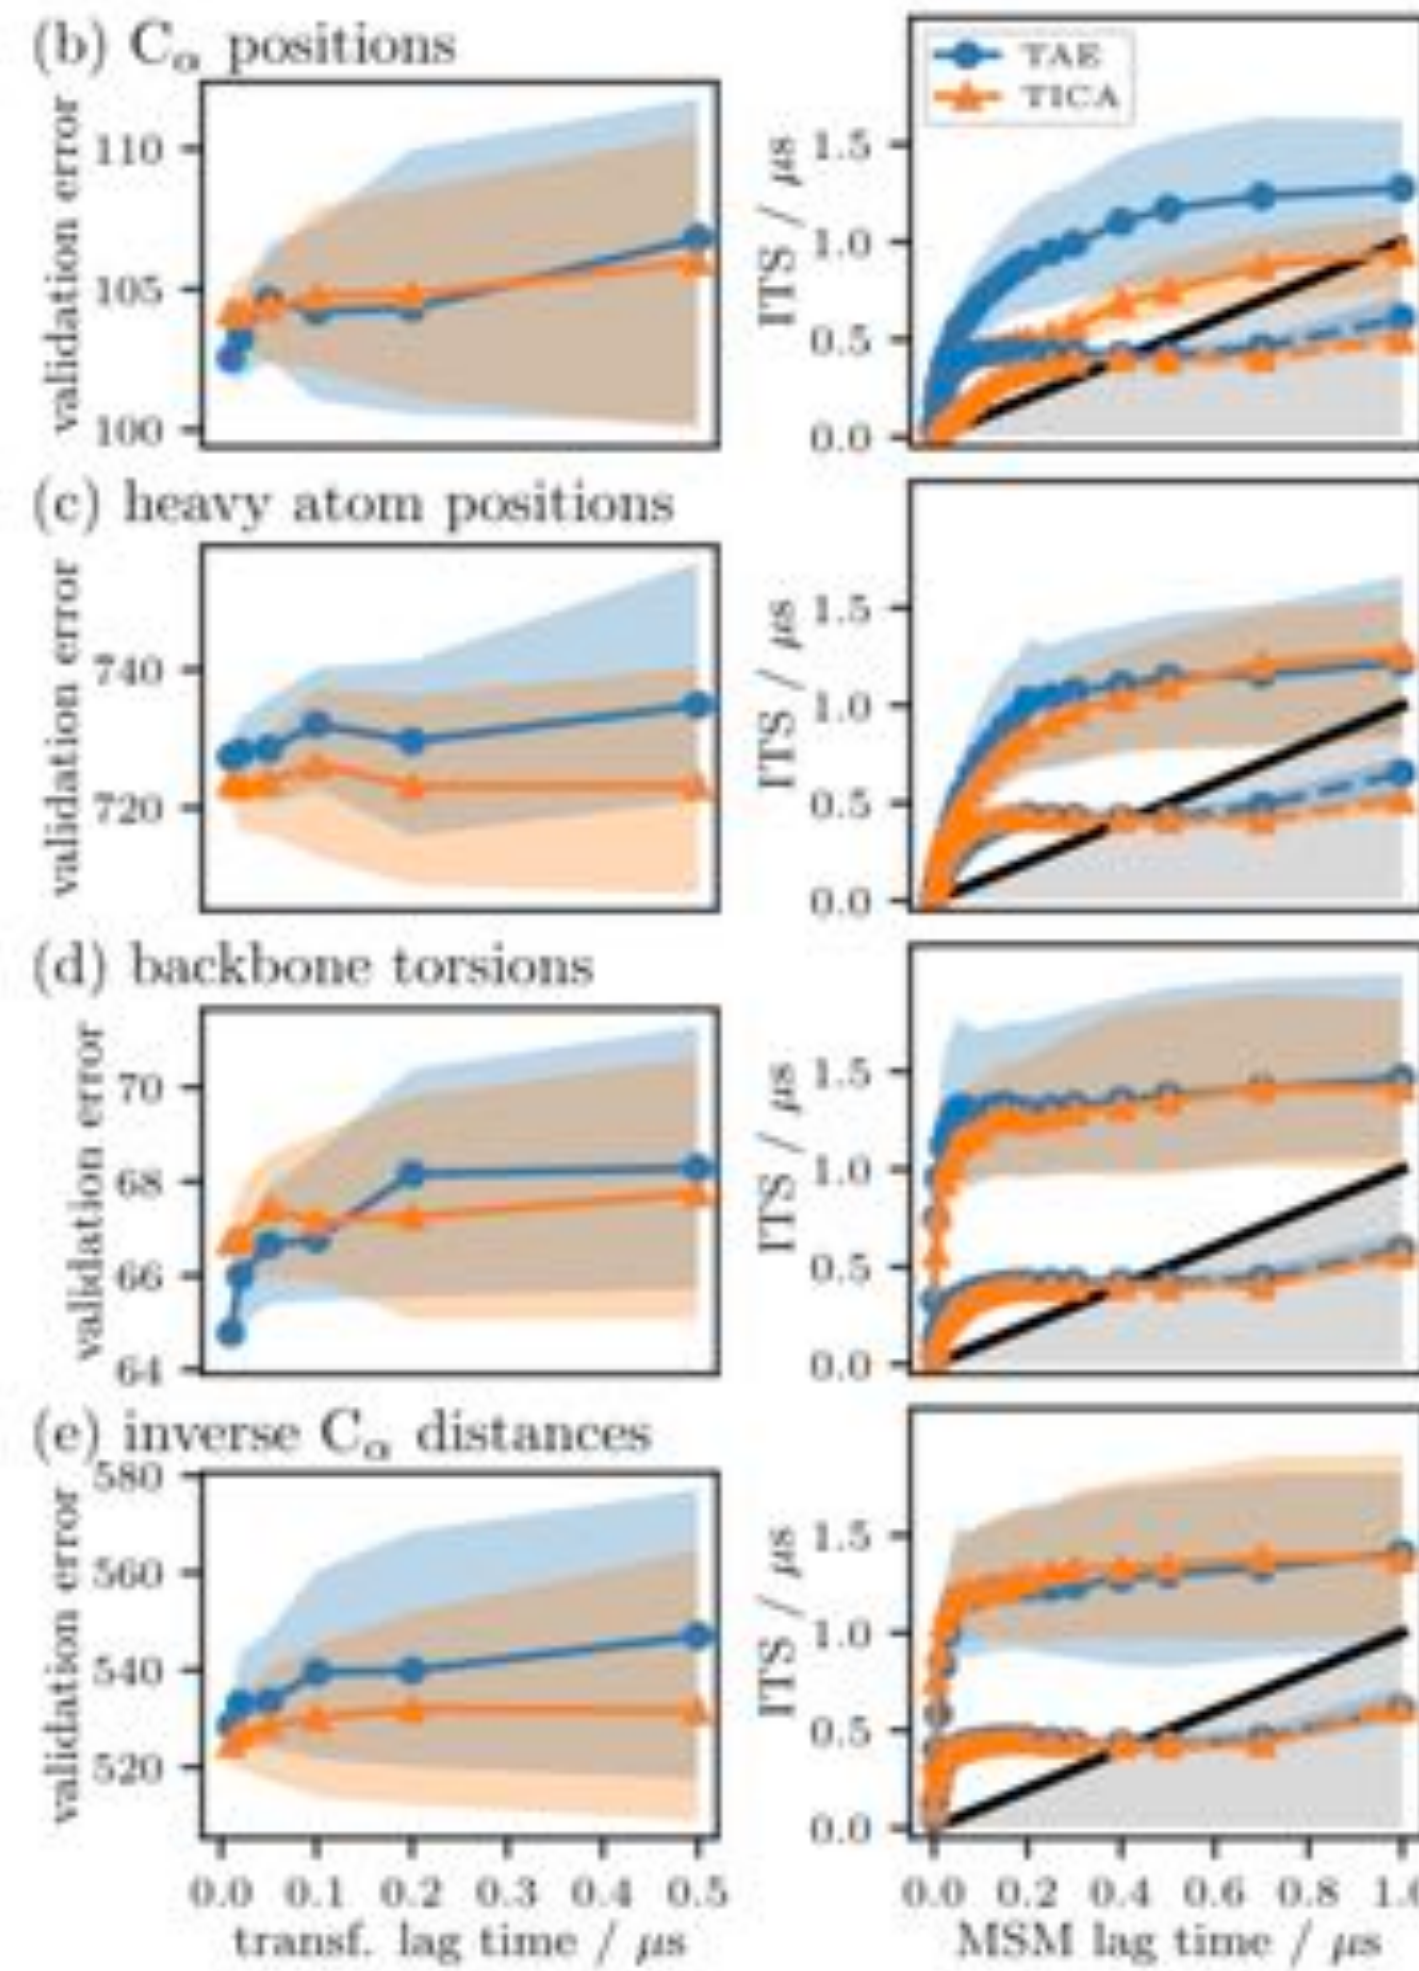 (b) Cα positions
validation error
110
105
100
TAE
TICA
ITS / μs
1.5
1.0
0.5
0.0
(c) heavy atom positions
validation error
740
720
ITS / μs
1.5
1.0
0.5
0.0
(d) backbone torsions
validation error
70
68
66
64
ITS / μs
1.5
1.0
0.5
0.0
(e) inverse Cα distances
validation error
580
560
540
520
0.0 0.1 0.2 0.3 0.4 0.5
transf. lag time / μs
ITS / μs
1.5
1.0
0.5
0.0
0.0 0.2 0.4 0.6 0.8 1.0
MSM lag time / μs